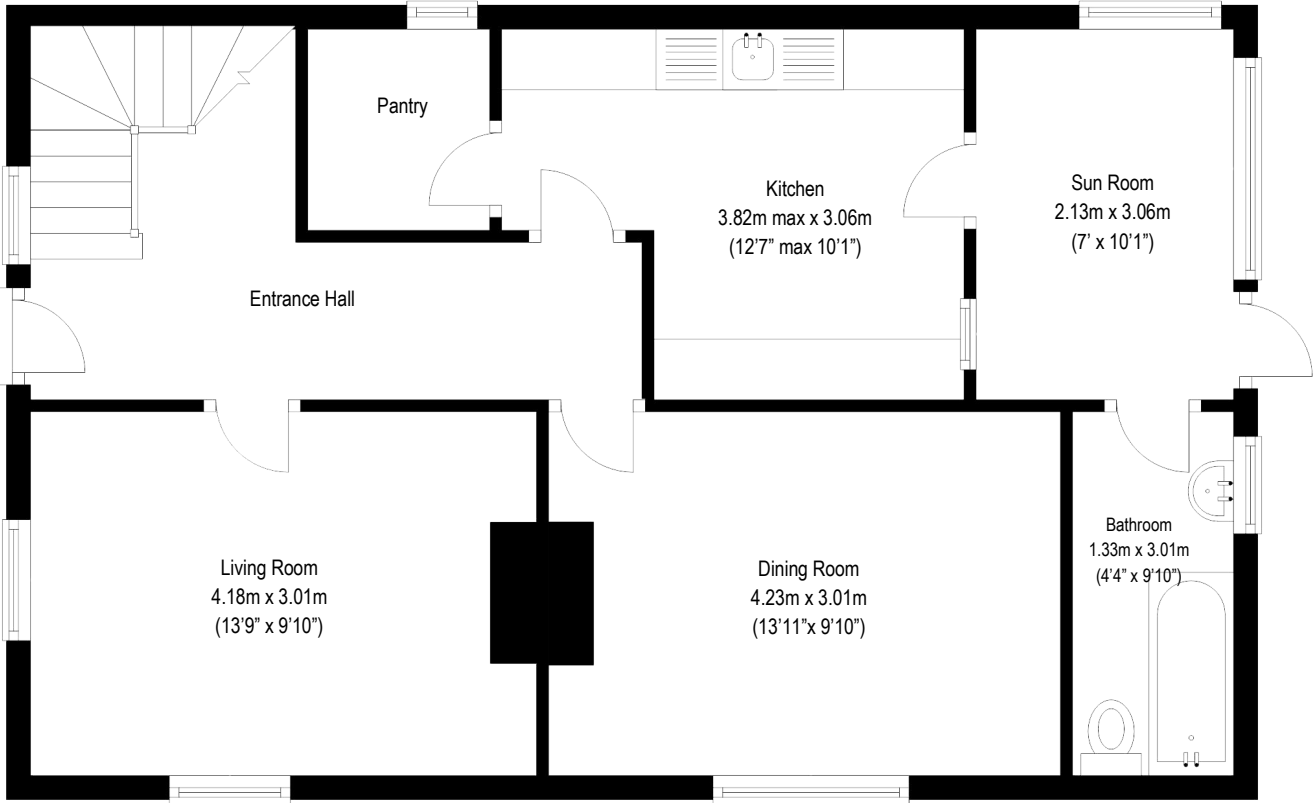 Pantry
Kitchen
3.82m max x 3.06m
(12’7” max 10’1”)
Sun Room
2.13m x 3.06m
(7’ x 10’1”)
Entrance Hall
Living Room
4.18m x 3.01m
(13’9” x 9’10”)
Dining Room
4.23m x 3.01m
(13’11”x 9’10”)
Bathroom
1.33m x 3.01m
(4’4” x 9’10”)